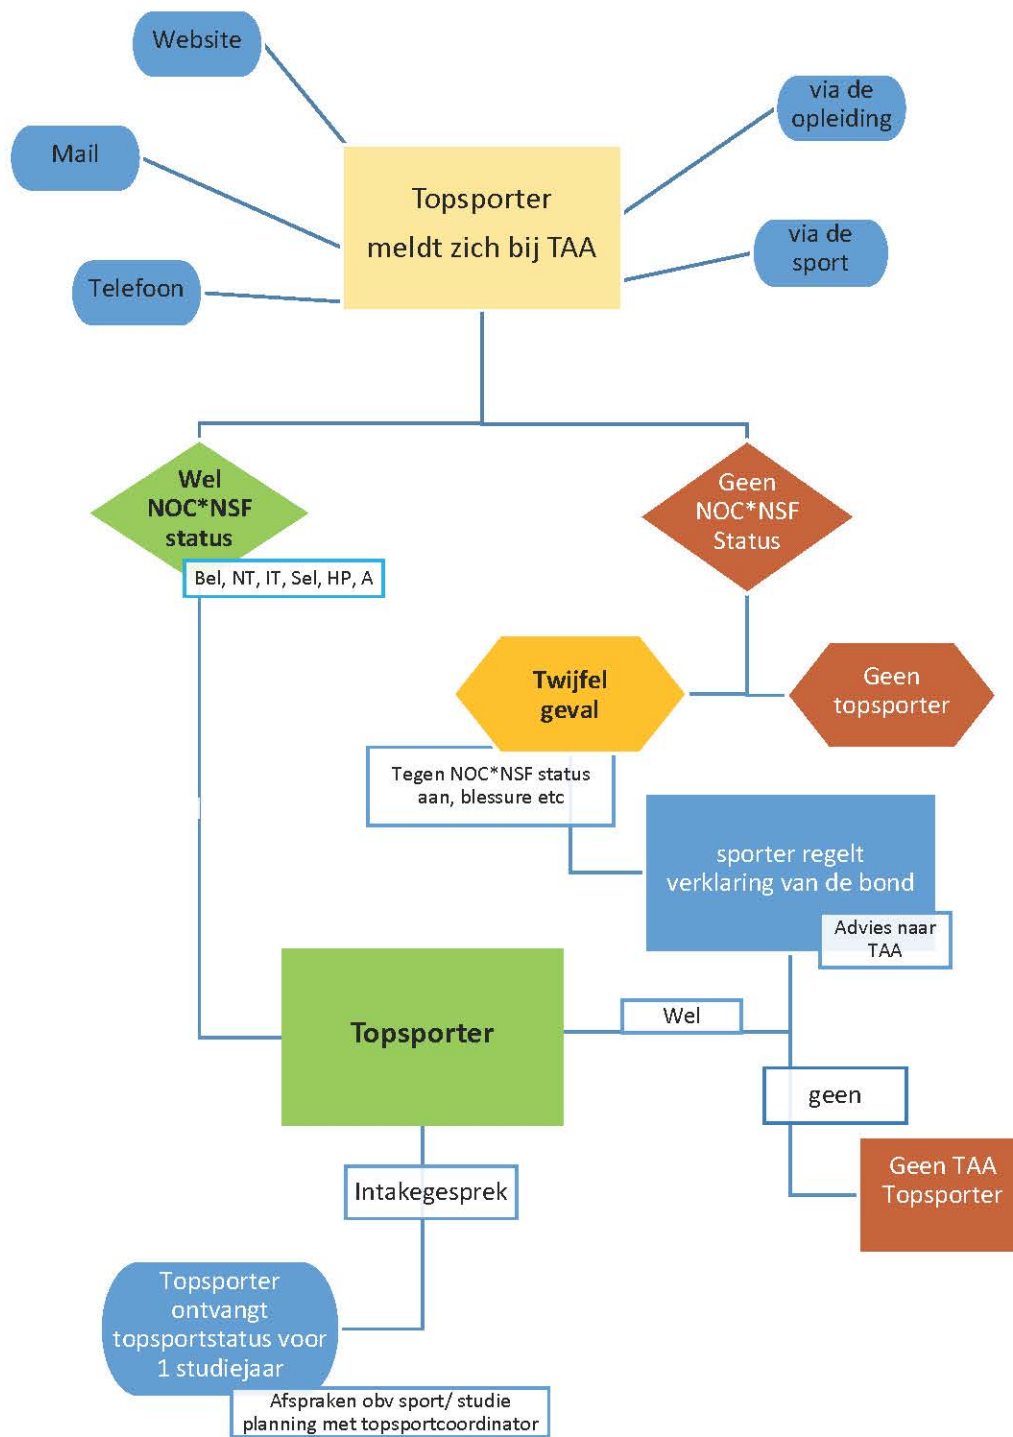 Website
via de
opleiding
Mail
Topsporter
meldt zich bij TAA
via de
sport
Telefoon
Wel
NOC*NSF
status
Geen
NOC*NSF
Status
Bel, NT, IT, Sel, HP, A
Twijfel
geval
Geen
topsporter
Tegen NOC*NSF status
aan, blessure etc
sporter regelt
verklaring van de bond
Advies naar
TAA
Topsporter
Wel
geen
Geen TAA
Topsporter
Intakegesprek
Topsporter
ontvangt
topsportstatus voor
1 studiejaar
Afspraken obv sport/ studie
planning met topsportcoordinator